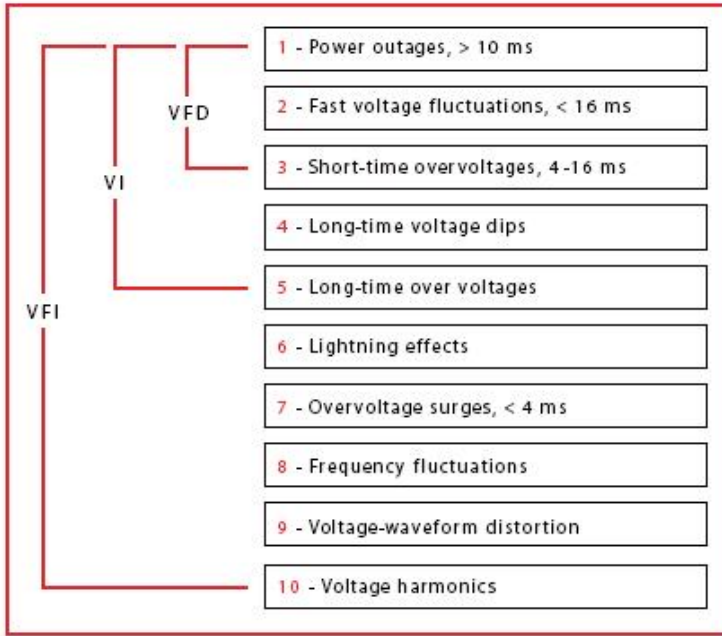 1 - Power outages, > 10 ms
2 - Fast voltage fluctuations, < 16 ms
VFD
3 - Short-time overvoltages, 4-16 ms
VI
4 - Long-time voltage dips
5 - Long-time over voltages
VFI
6 - Lightning effects
7 - Overvoltage surges, < 4 ms
8 - Frequency fluctuations
9 - Voltage-waveform distortion
10 - Voltage harmonics